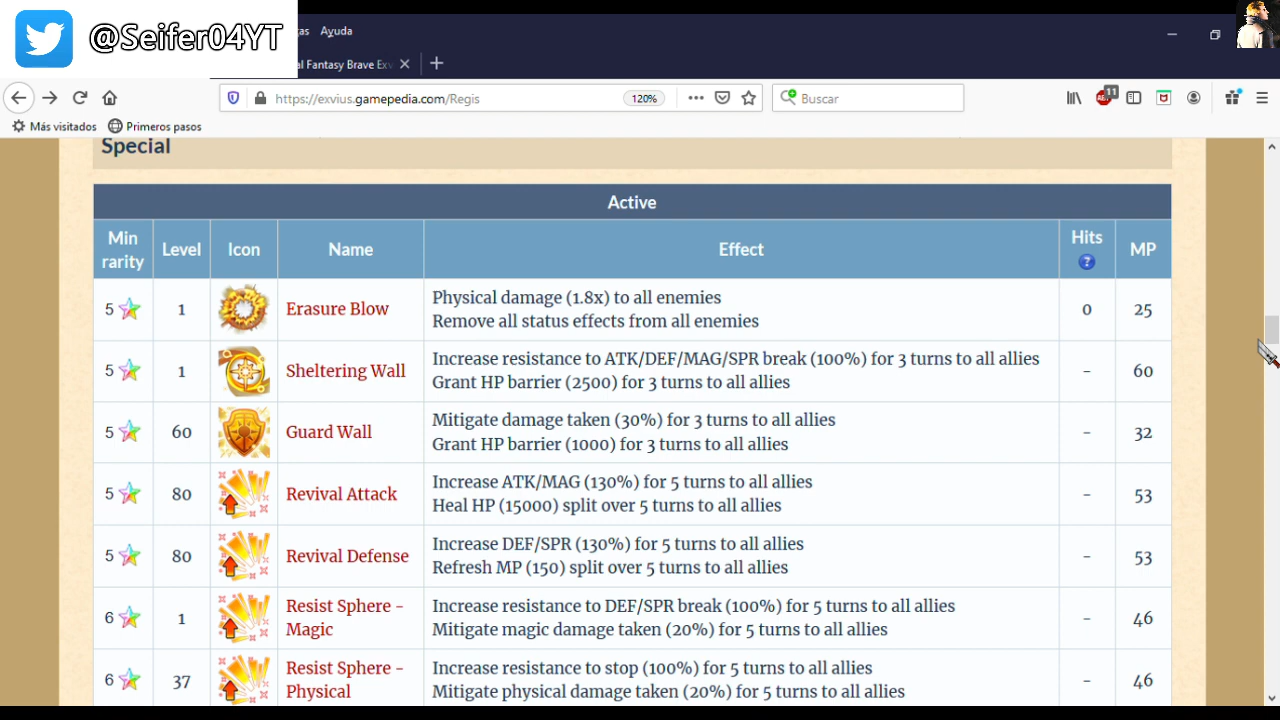 @Seifer04YT
as Ayuda
al Fantasy Brave Exv
https://exvius.gamepedia.com/Regis
120%
Buscar
11
Más visitados
Primeros pasos
Special
Active
Min rarity
Level
Icon
Name
Effect
Hits
?
MP
5
1
Erasure Blow
Physical damage (1.8x) to all enemies
Remove all status effects from all enemies
0
25
5
1
Sheltering Wall
Increase resistance to ATK/DEF/MAG/SPR break (100%) for 3 turns to all allies
Grant HP barrier (2500) for 3 turns to all allies
-
60
5
60
Guard Wall
Mitigate damage taken (30%) for 3 turns to all allies
Grant HP barrier (1000) for 3 turns to all allies
-
32
5
80
Revival Attack
Increase ATK/MAG (130%) for 5 turns to all allies
Heal HP (15000) split over 5 turns to all allies
-
53
5
80
Revival Defense
Increase DEF/SPR (130%) for 5 turns to all allies
Refresh MP (150) split over 5 turns to all allies
-
53
6
1
Resist Sphere -
Magic
Increase resistance to DEF/SPR break (100%) for 5 turns to all allies
Mitigate magic damage taken (20%) for 5 turns to all allies
-
46
6
37
Resist Sphere -
Physical
Increase resistance to stop (100%) for 5 turns to all allies
Mitigate physical damage taken (20%) for 5 turns to all allies
-
46